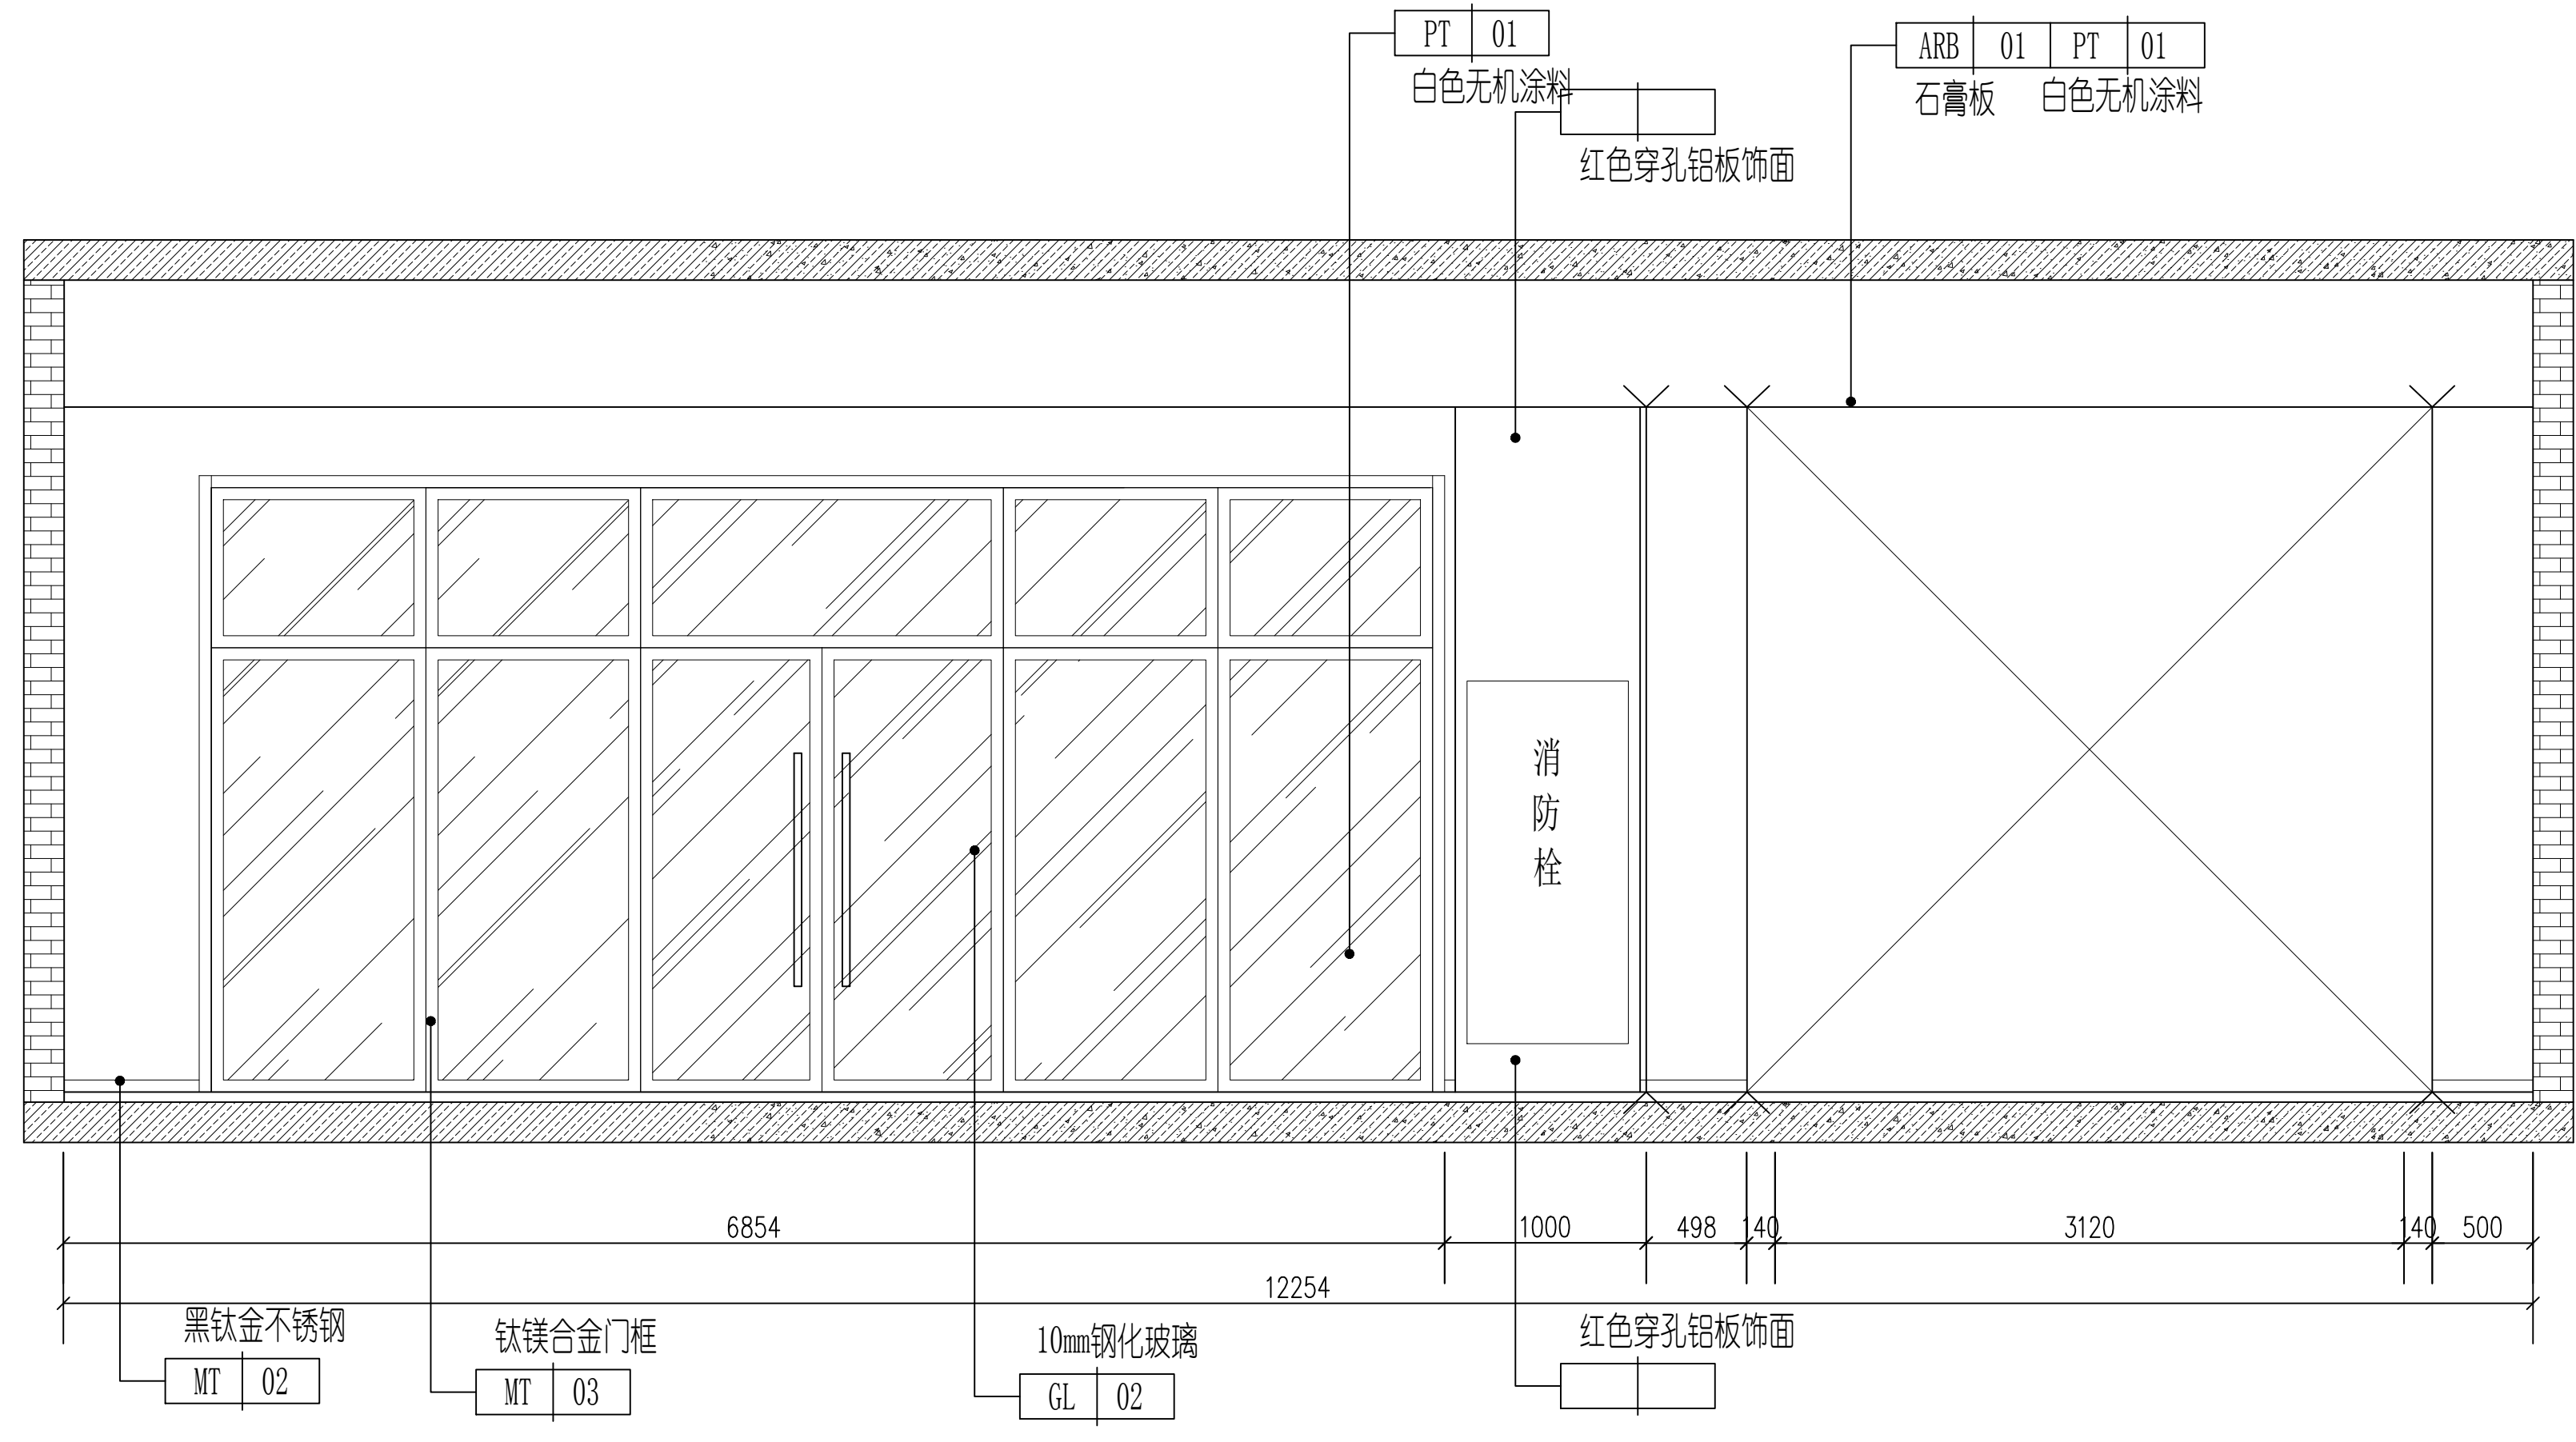 PT 01
白色无机涂料
ARB 01 PT 01
石膏板 白色无机涂料
红色穿孔铝板饰面
消
防
栓
6854 1000 498 140 3120 140 500
12254
黑钛金不锈钢
MT 02
钛镁合金门框
MT 03
10mm钢化玻璃
GL 02
红色穿孔铝板饰面